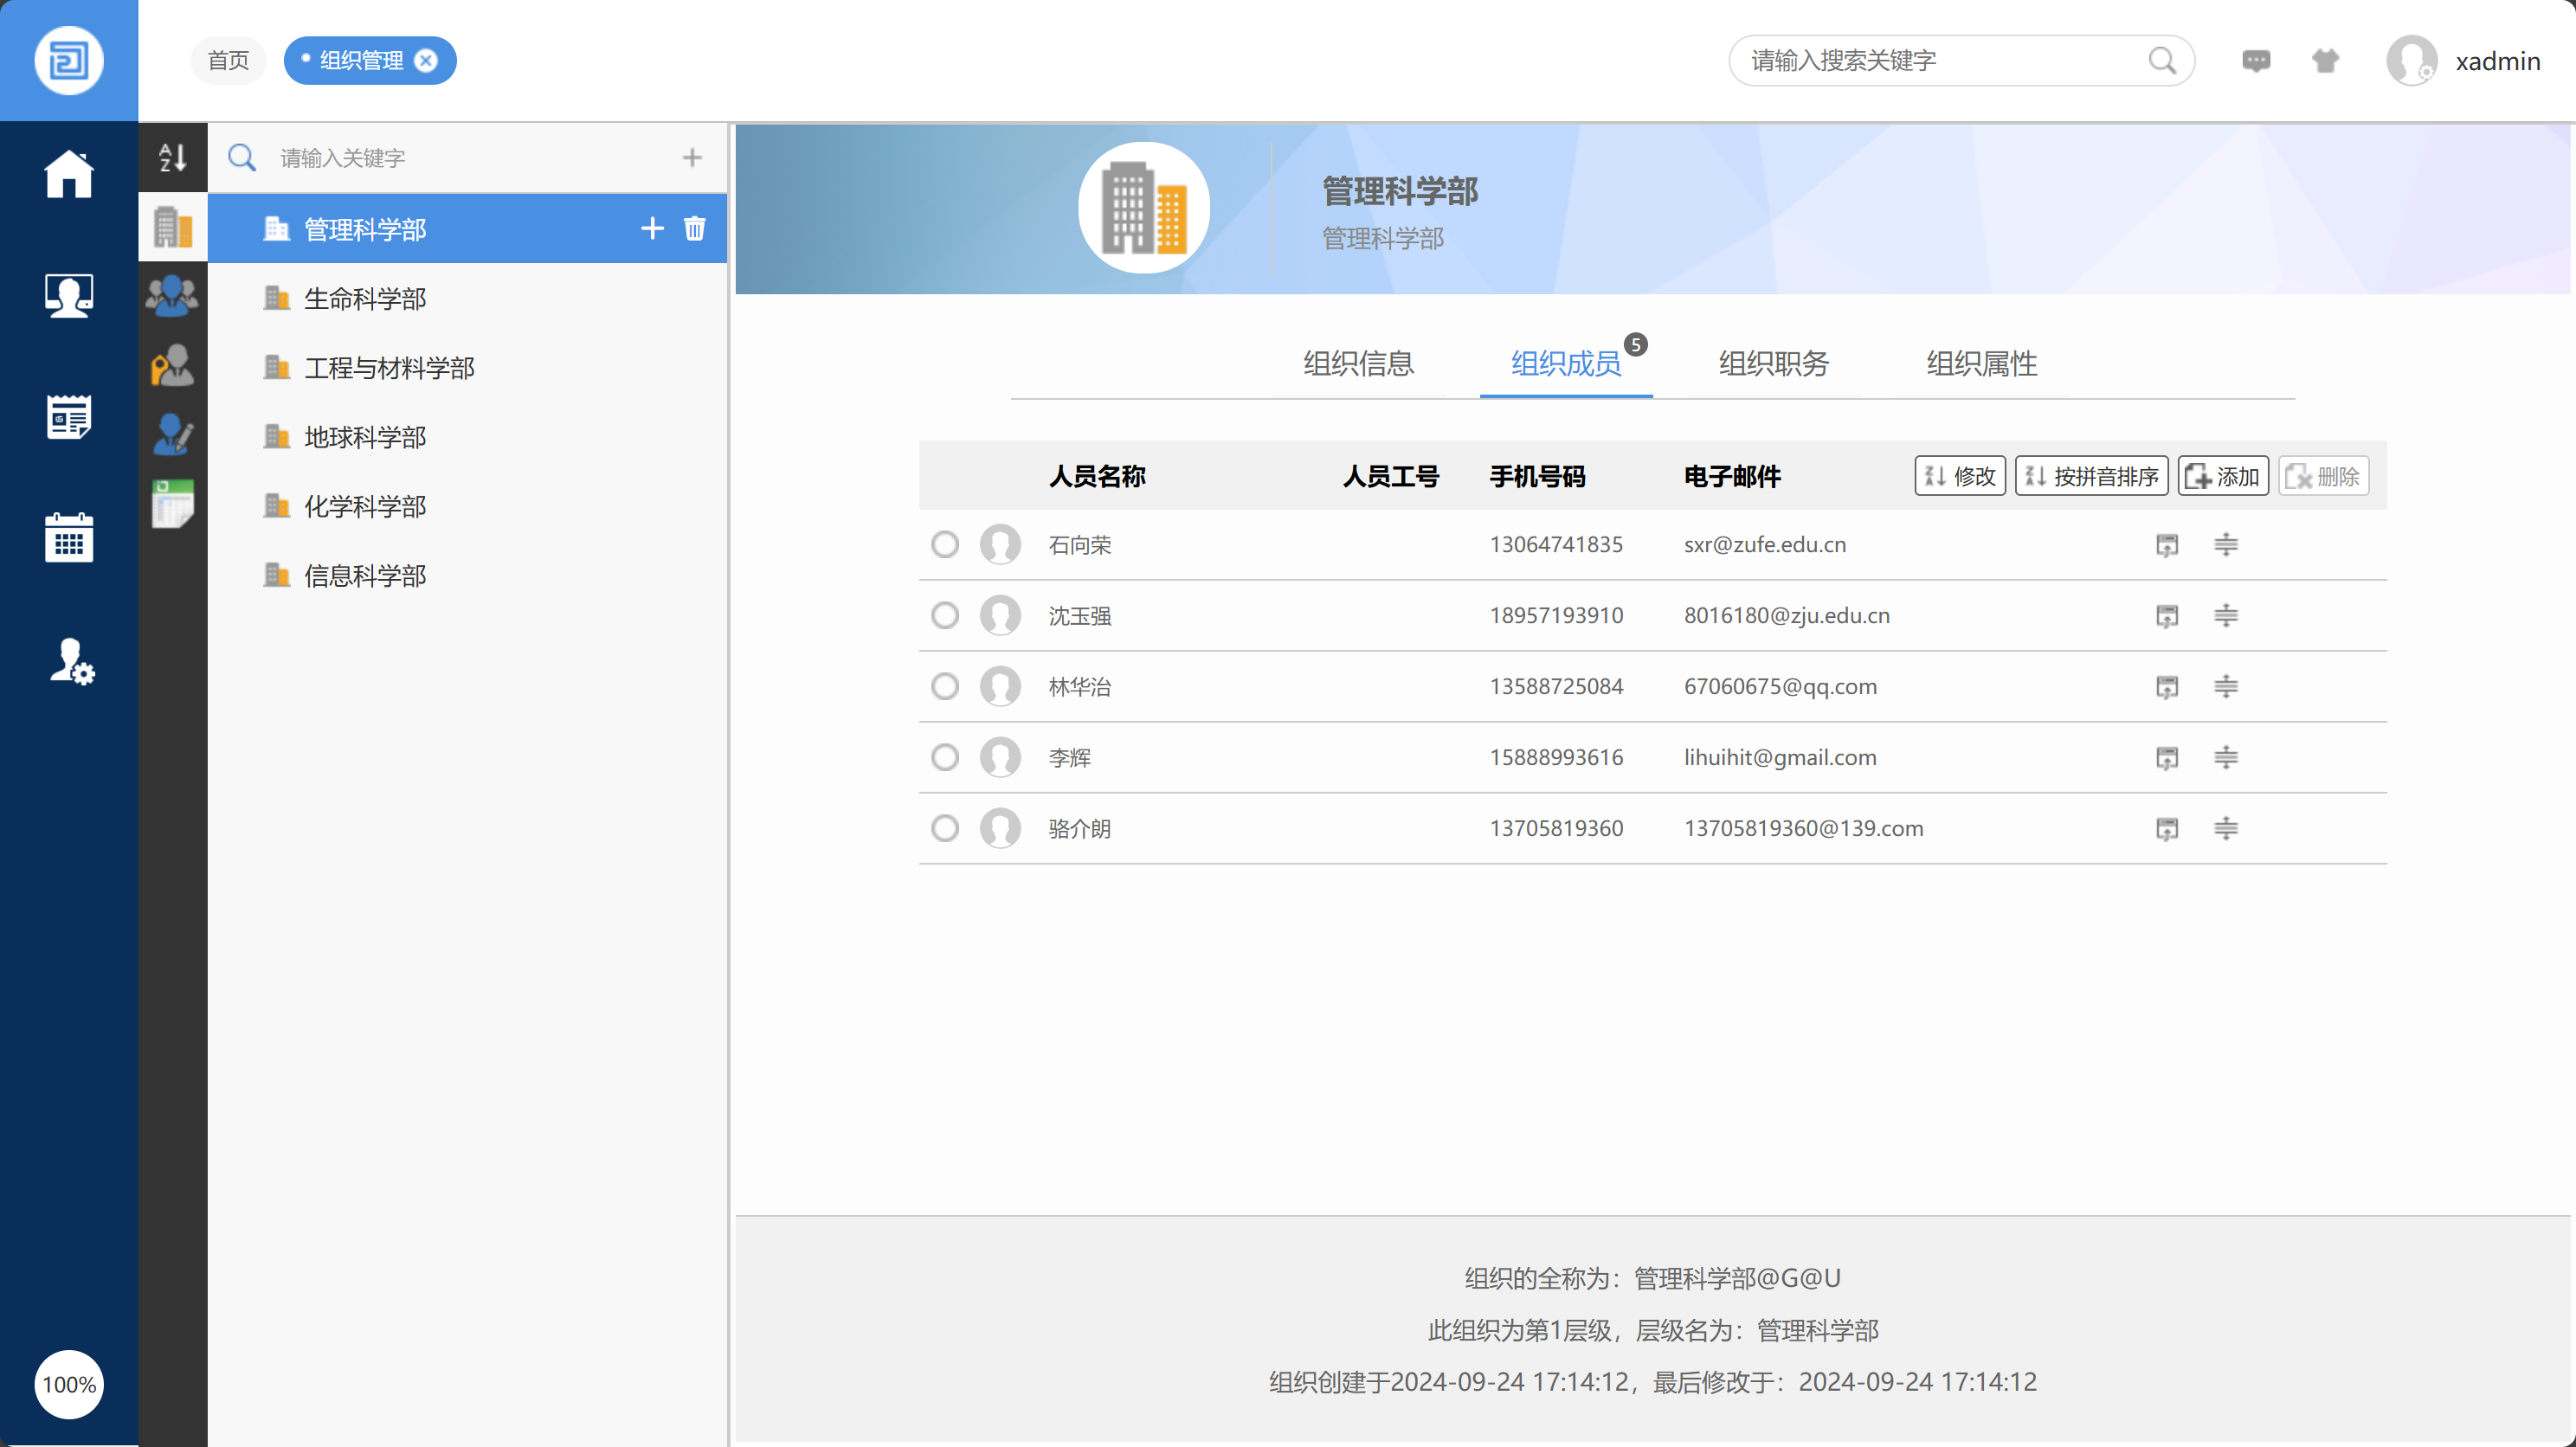 首页
组织管理
请输入搜索关键字
xadmin
请输入关键字
管理科学部
生命科学部
工程与材料学部
地球科学部
化学科学部
信息科学部
100%
管理科学部
管理科学部
组织信息
组织成员 5
组织职务
组织属性
人员名称 人员工号 手机号码 电子邮件 修改 按拼音排序 添加 删除
石向荣 13064741835 sxr@zufe.edu.cn
沈玉强 18957193910 8016180@zju.edu.cn
林华治 13588725084 67060675@qq.com
李辉 15888993616 lihuihit@gmail.com
骆介朗 13705819360 13705819360@139.com
组织的全称为：管理科学部@G@U
此组织为第1层级，层级名为：管理科学部
组织创建于2024-09-24 17:14:12，最后修改于：2024-09-24 17:14:12